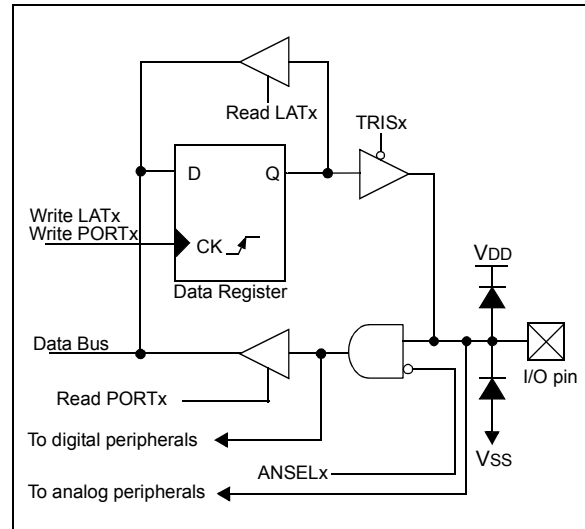 Read LATx
TRISx
D
Q
Write LATx
Write PORTx
CK
Data Register
VDD
Data Bus
I/O pin
Read PORTx
To digital peripherals
VSS
ANSELx
To analog peripherals